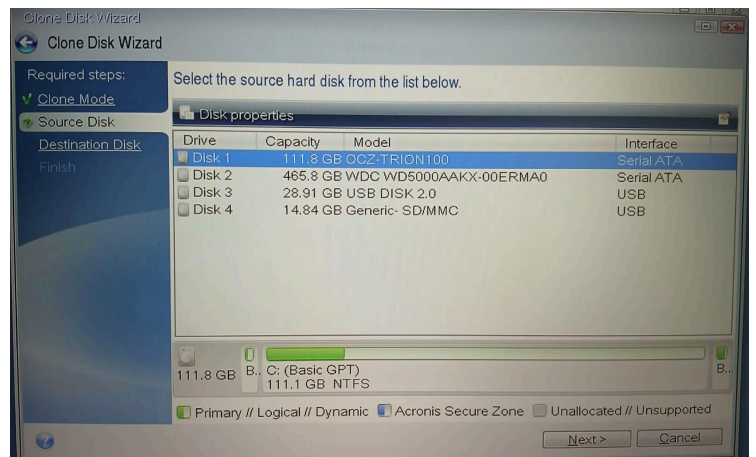 Clone Disk Wizard
Clone Disk Wizard
Required steps:
Clone Mode
Source Disk
Destination Disk
Finish
Select the source hard disk from the list below.
Disk properties
Drive Capacity Model Interface
Disk 1 111.8 GB OCZ-TRION100 Serial ATA
Disk 2 465.8 GB WDC WD5000AAKX-00ERMA0 Serial ATA
Disk 3 28.91 GB USB DISK 2.0 USB
Disk 4 14.84 GB Generic- SD/MMC USB
111.8 GB B.. C: (Basic GPT) B...
111.1 GB NTFS
Primary // Logical // Dynamic Acronis Secure Zone Unallocated // Unsupported
Next > Cancel